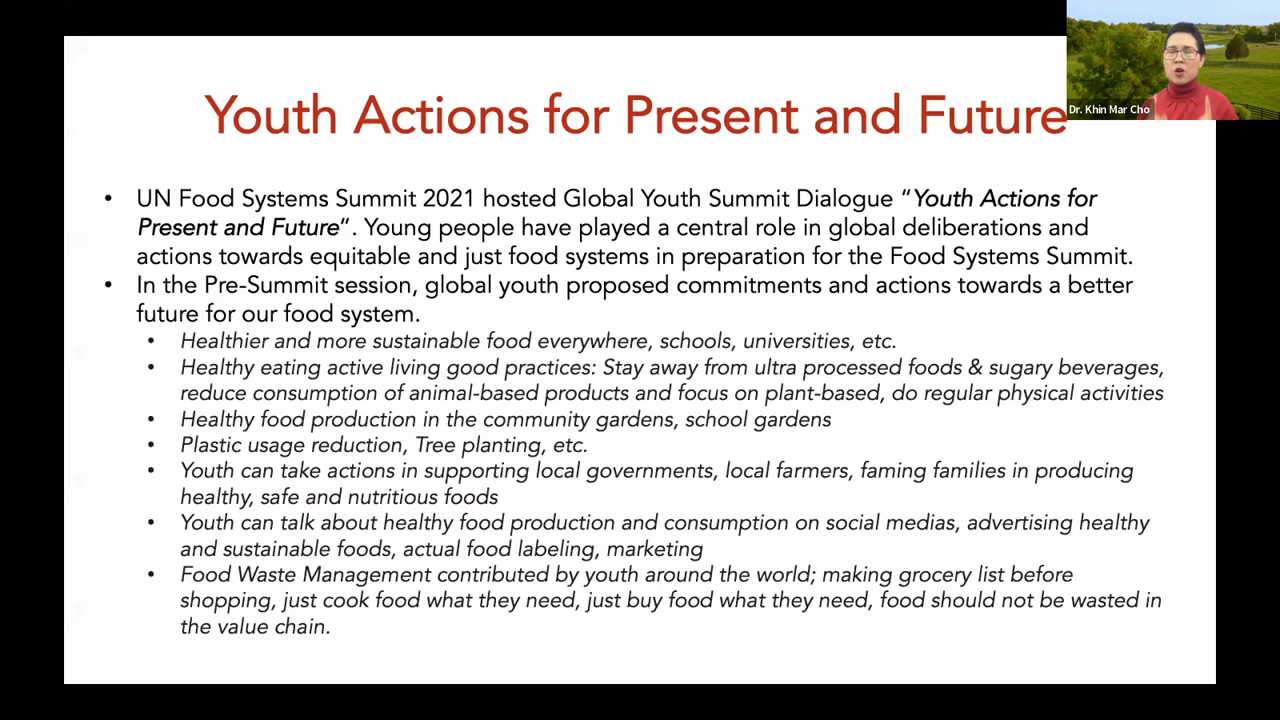 Youth Actions for Present and Future
Dr. Khin Mar Cho
• UN Food Systems Summit 2021 hosted Global Youth Summit Dialogue “Youth Actions for
Present and Future”. Young people have played a central role in global deliberations and
actions towards equitable and just food systems in preparation for the Food Systems Summit.
• In the Pre-Summit session, global youth proposed commitments and actions towards a better
future for our food system.
• Healthier and more sustainable food everywhere, schools, universities, etc.
• Healthy eating active living good practices: Stay away from ultra processed foods & sugary beverages,
reduce consumption of animal-based products and focus on plant-based, do regular physical activities
• Healthy food production in the community gardens, school gardens
• Plastic usage reduction, Tree planting, etc.
• Youth can take actions in supporting local governments, local farmers, faming families in producing
healthy, safe and nutritious foods
• Youth can talk about healthy food production and consumption on social medias, advertising healthy
and sustainable foods, actual food labeling, marketing
• Food Waste Management contributed by youth around the world; making grocery list before
shopping, just cook food what they need, just buy food what they need, food should not be wasted in
the value chain.